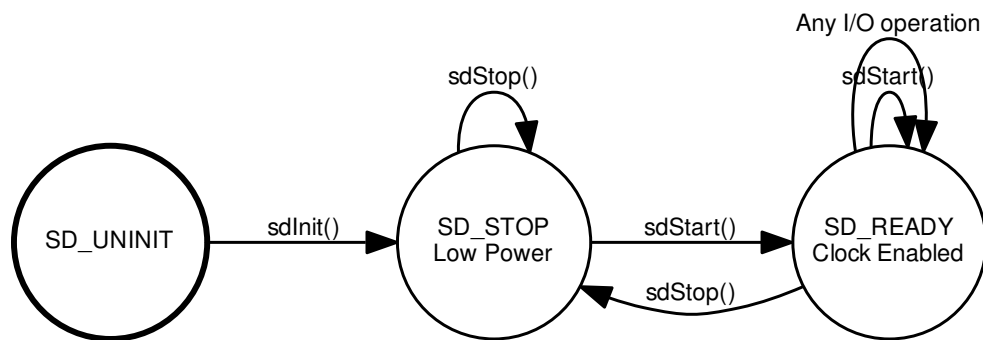 Any I/O operation
sdStop()
sdStart()
SD_UNINIT
sdInit()
SD_STOP
Low Power
sdStart()
SD_READY
Clock Enabled
sdStop()